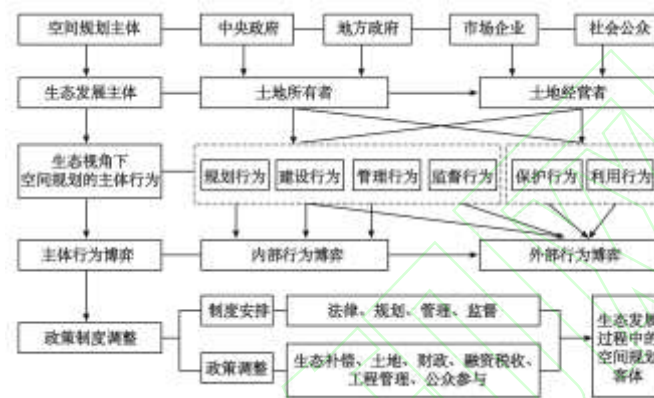 空间规划主体 中央政府 地方政府 市场企业 社会公众
生态发展主体 土地所有者 土地经营者
生态视角下
空间规划的主体行为
规划行为 建设行为 管理行为 监督行为 保护行为 利用行为
主体行为博弈 内部行为博弈 外部行为博弈
政策制度调整
制度安排 法律、规划、管理、监督
政策调整 生态补偿、土地、财政、融资税收、
工程管理、公众参与
生态发展
过程中的
空间规划
客体